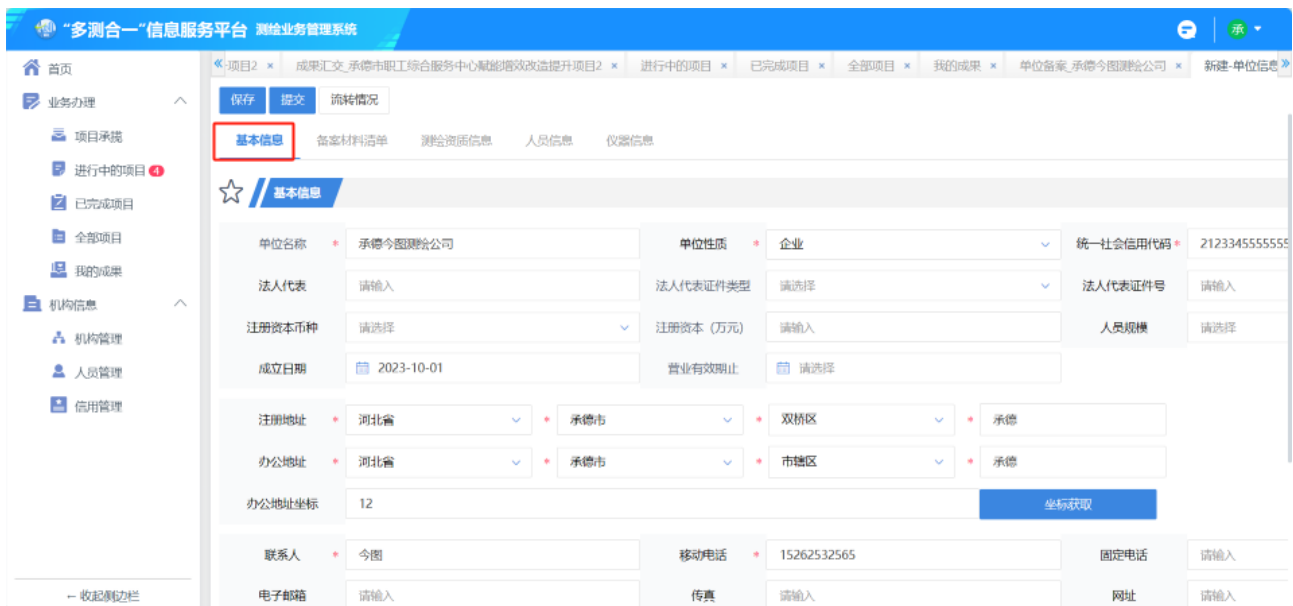 “多测合一“信息服务平台 测绘业务管理系统 承
首页
业务办理
项目承揽
进行中的项目 4
已完成项目
全部项目
我的成果
机构信息
机构管理
人员管理
信用管理
← 收起侧边栏
-项目2 × 成果汇交_承德市职工综合服务中心赋能增效改造提升项目2 × 进行中的项目 × 已完成项目 × 全部项目 × 我的成果 × 单位备案_承德今图测绘公司 × 新建-单位信息
保存 提交 流转情况
基本信息 备案材料清单 测绘资质信息 人员信息 仪器信息
基本信息
单位名称 * 承德今图测绘公司 单位性质 * 企业 统一社会信用代码 * 2123345555555
法人代表 请输入 法人代表证件类型 请选择 法人代表证件号 请输入
注册资本币种 请选择 注册资本 (万元) 请输入 人员规模 请选择
成立日期 2023-10-01 营业有效期止 请选择
注册地址 * 河北省 * 承德市 * 双桥区 * 承德
办公地址 * 河北省 * 承德市 * 市辖区 * 承德
办公地址坐标 12 坐标获取
联系人 * 今图 移动电话 * 15262532565 固定电话 请输入
电子邮箱 请输入 传真 请输入 网址 请输入